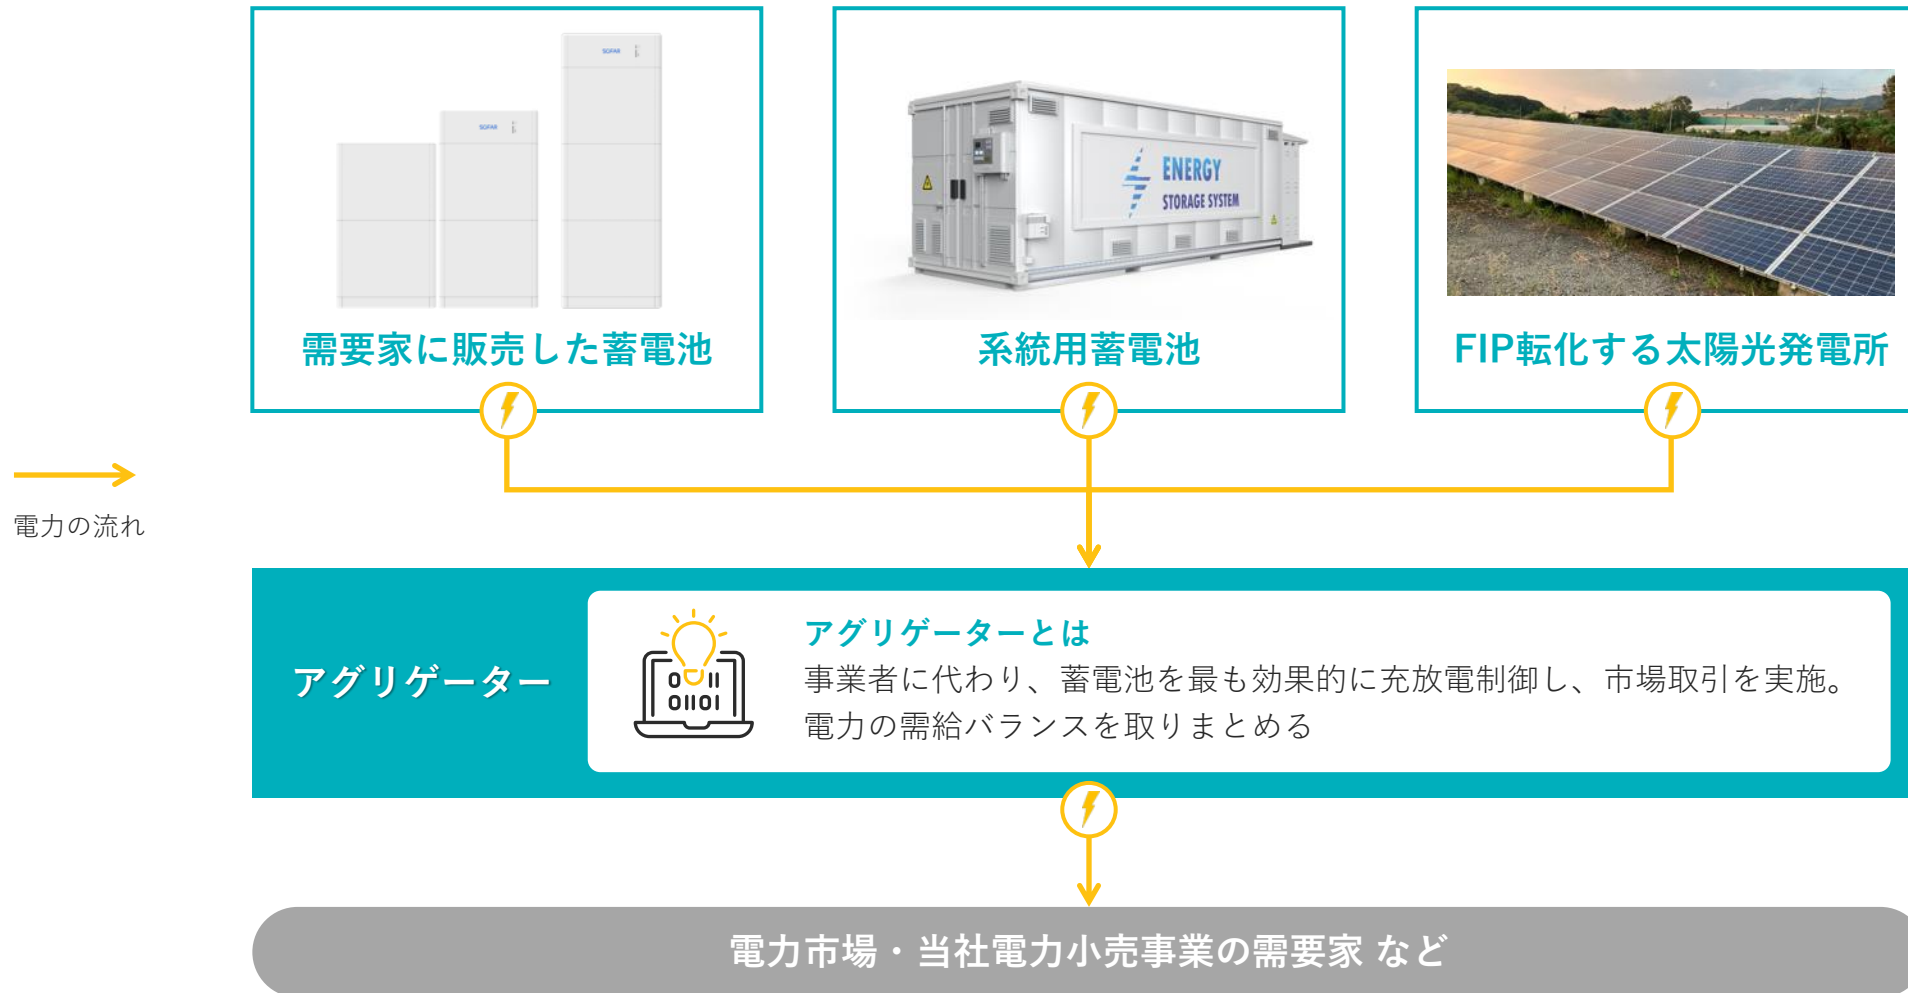 SOFAR
SOFAR
ENERGY
STORAGE SYSTEM
需要家に販売した蓄電池
系統用蓄電池
FIP転化する太陽光発電所
電力の流れ
アグリゲーター
0 11
01101
アグリゲーターとは
事業者に代わり、蓄電池を最も効果的に充放電制御し、市場取引を実施。
電力の需給バランスを取りまとめる
電力市場・当社電力小売事業の需要家 など